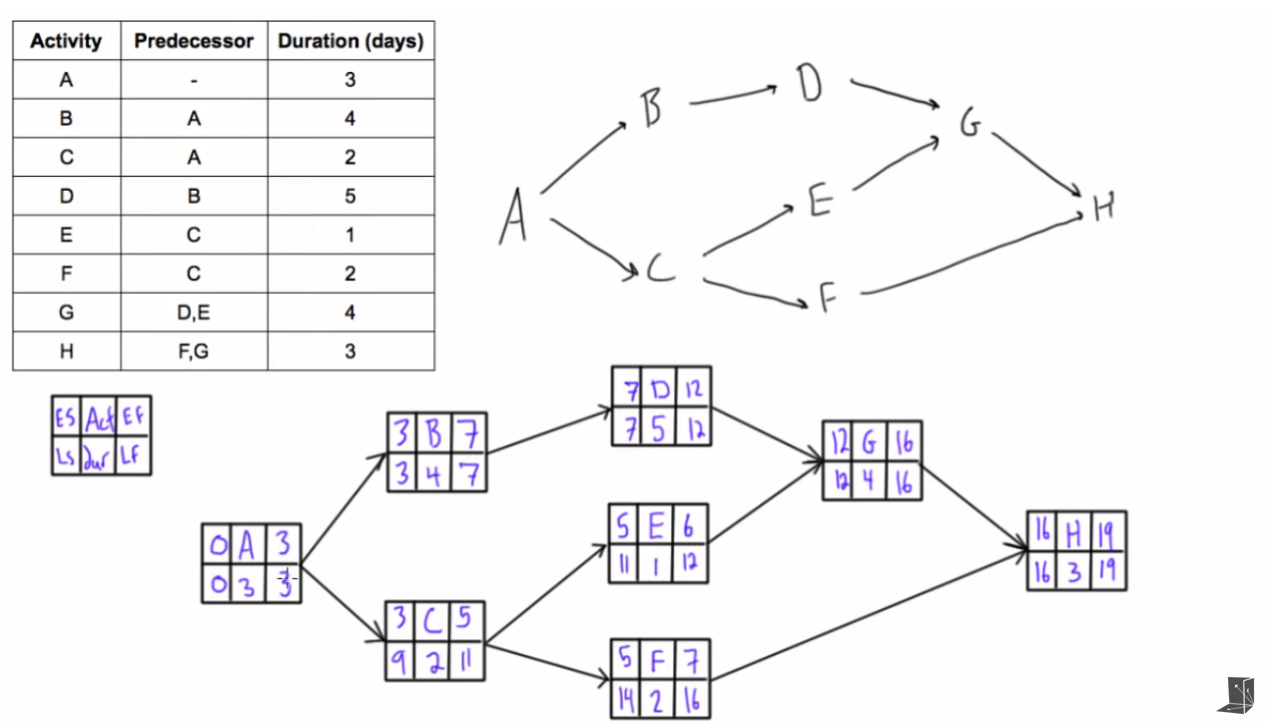 Activity Predecessor Duration (days)
A - 3
B A 4
C A 2
D B 5
E C 1
F C 2
G D,E 4
H F,G 3
B D
G
A E H
C
F
ES Act EF
LS Dur LF
7 D 12
7 5 12
3 B 7
3 4 7
12 G 16
12 4 16
5 E 6
11 1 12
0 A 3
0 3 3
16 H 19
16 3 19
3 C 5
9 2 11
5 F 7
14 2 16